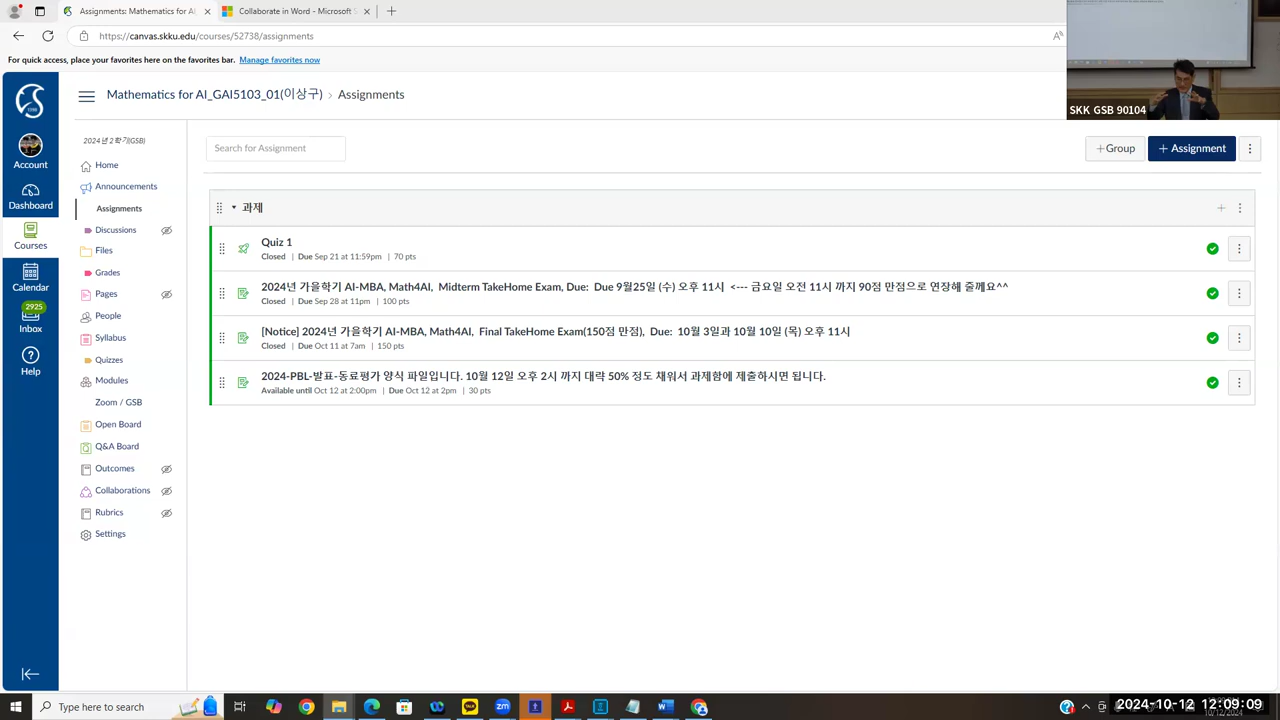 Assignments: Mathematics for AI_
Collaborate in Word - Microsoft S
https://canvas.skku.edu/courses/52738/assignments
For quick access, place your favorites here on the favorites bar. Manage favorites now
SKK GSB 90104
Mathematics for AI_GAI5103_01(이상구) > Assignments
Account
Dashboard
Courses
Calendar
2925
Inbox
Help
2024년 2학기(GSB)
Home
Announcements
Assignments
Discussions
Files
Grades
Pages
People
Syllabus
Quizzes
Modules
Zoom / GSB
Open Board
Q&A Board
Outcomes
Collaborations
Rubrics
Settings
Search for Assignment
+Group
+ Assignment
과제
Quiz 1
Closed | Due Sep 21 at 11:59pm | 70 pts
2024년 가을학기 AI-MBA, Math4AI, Midterm TakeHome Exam, Due: Due 9월25일 (수) 오후 11시 <--- 금요일 오전 11시 까지 90점 만점으로 연장해 줄께요^^
Closed | Due Sep 28 at 11pm | 100 pts
[Notice] 2024년 가을학기 AI-MBA, Math4AI, Final TakeHome Exam(150점 만점), Due: 10월 3일과 10월 10일 (목) 오후 11시
Closed | Due Oct 11 at 7am | 150 pts
2024-PBL-발표-동료평가 양식 파일입니다. 10월 12일 오후 2시 까지 대략 50% 정도 채워서 과제함에 제출하시면 됩니다.
Available until Oct 12 at 2:00pm | Due Oct 12 at 2pm | 30 pts
Type here to search
2024-10-12 12:09:09
10/12/2024